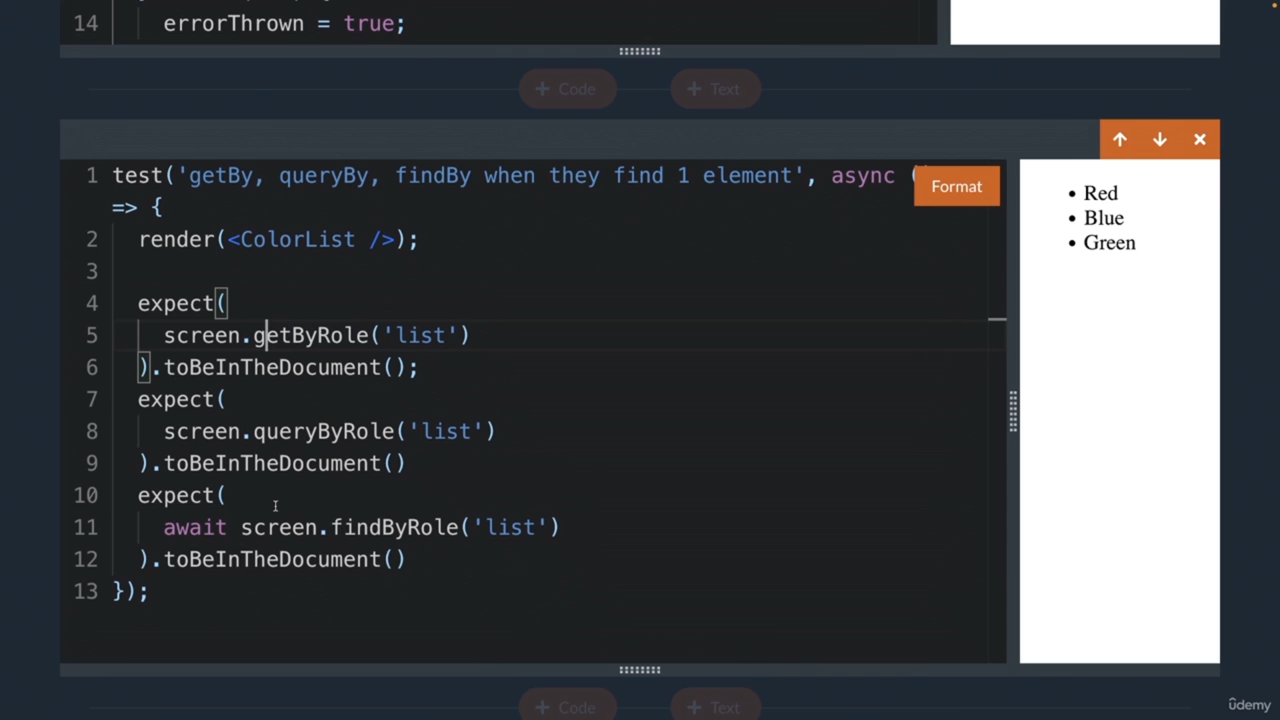 14 errorThrown = true;
+ Code + Text
1 test('getBy, queryBy, findBy when they find 1 element', async (
Format
=> {
2 render(<ColorList />);
3
4 expect(
5 screen.getByRole('list')
6 ).toBeInTheDocument();
7 expect(
8 screen.queryByRole('list')
9 ).toBeInTheDocument()
10 expect(
11 await screen.findByRole('list')
12 ).toBeInTheDocument()
13 });
• Red
• Blue
• Green
+ Code + Text
ûdemy